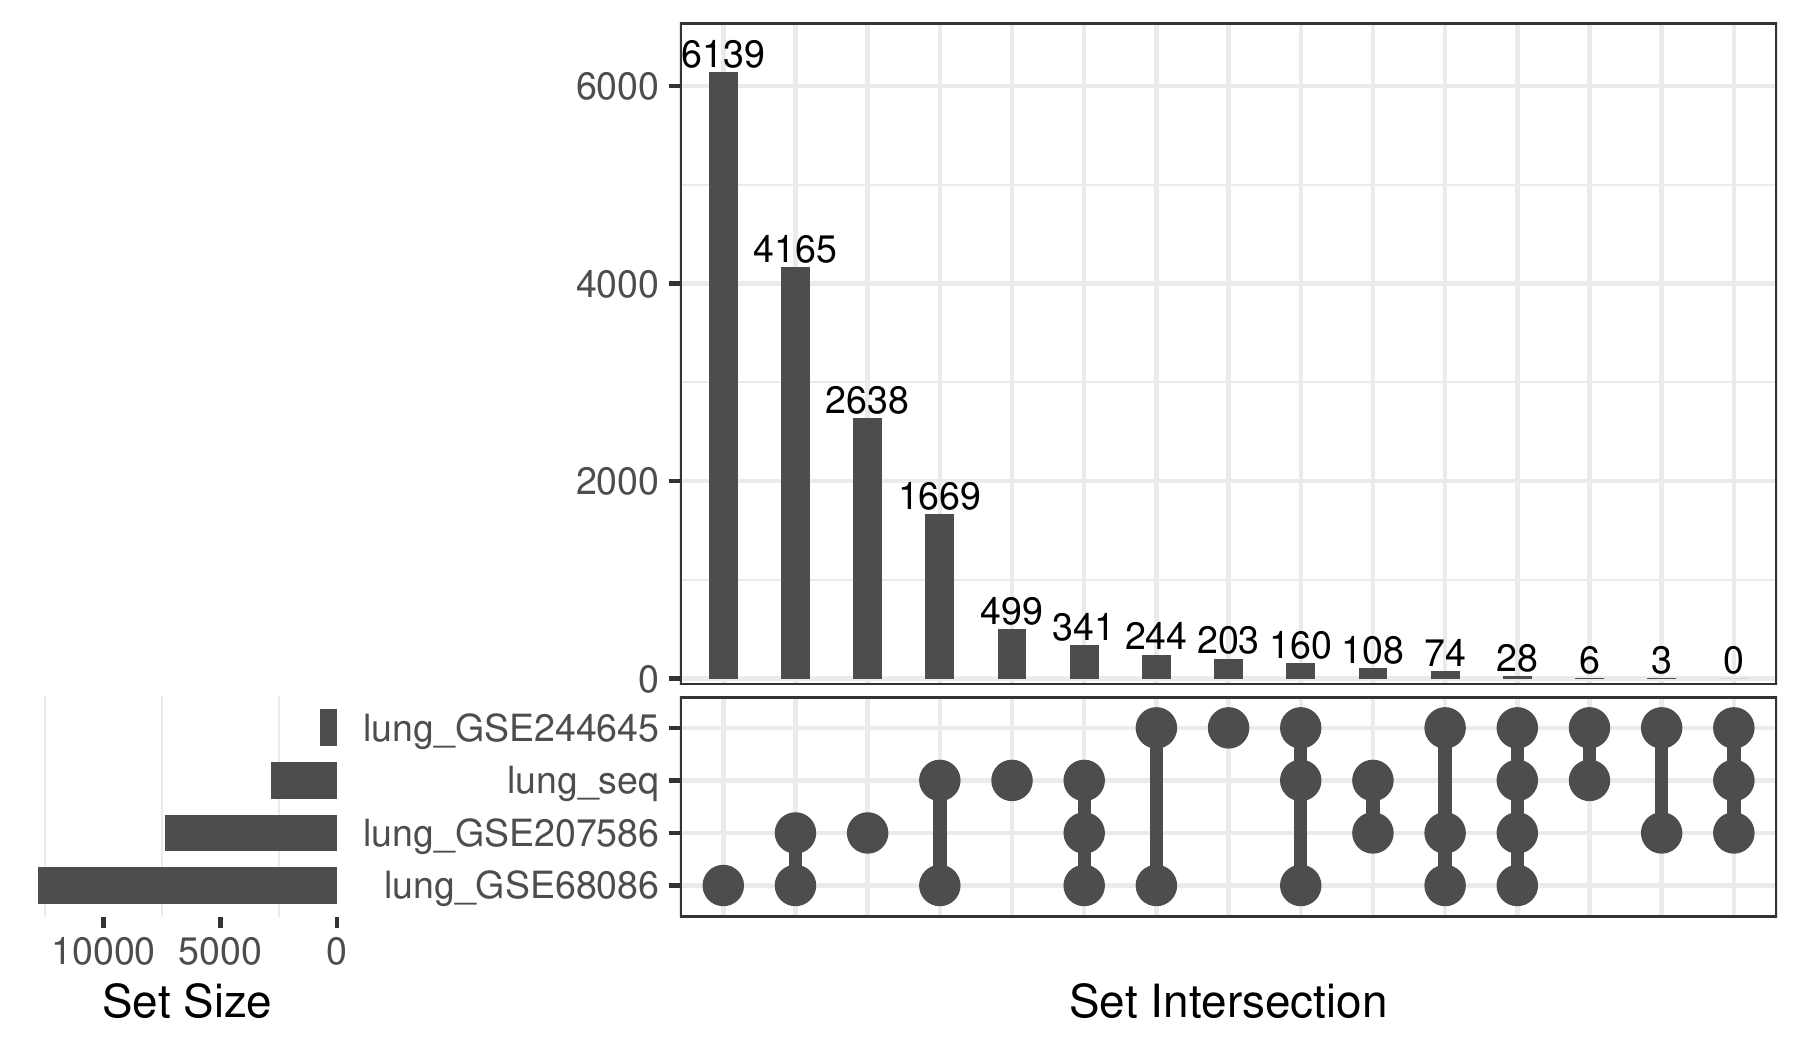 6139
4165
2638
1669
499
341
244
203
160
108
74
28
6
3
0
6000
4000
2000
0
lung_GSE244645
lung_seq
lung_GSE207586
lung_GSE68086
10000 5000 0
Set Size
Set Intersection